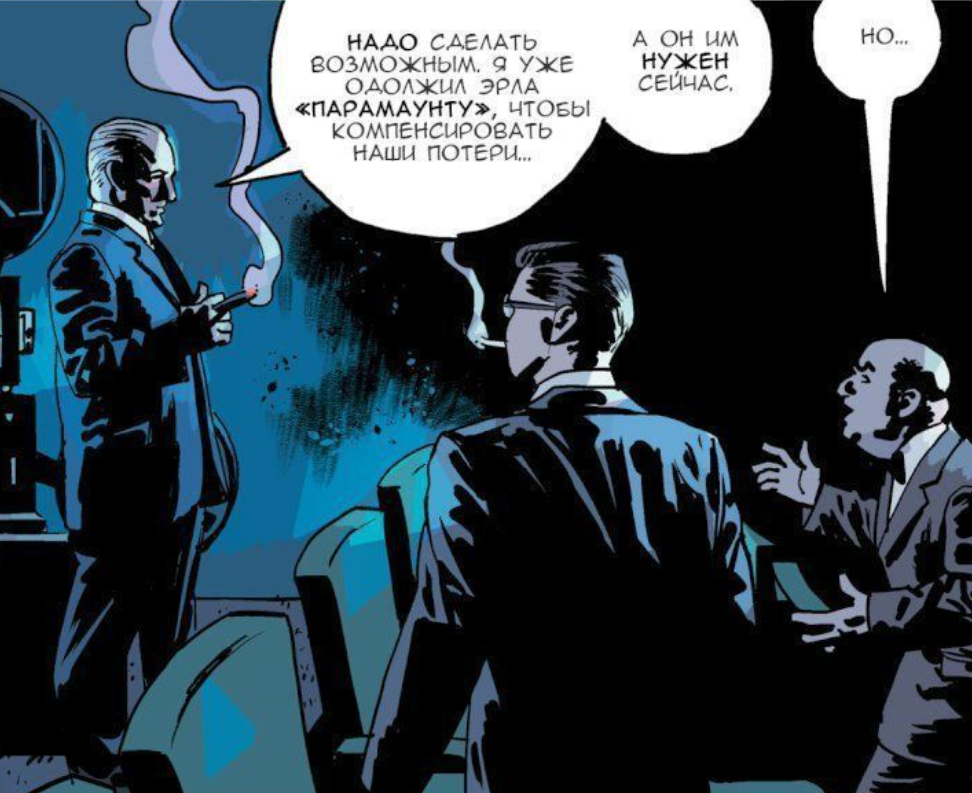 НАДО СДЕЛАТЬ
ВОЗМОЖНЫМ. Я УЖЕ
ОДОЛЖИЛ ЭРЛА
«ПАРАМАУНТУ», ЧТОБЫ
КОМПЕНСИРОВАТЬ
НАШИ ПОТЕРИ...
А ОН ИМ
НУЖЕН
СЕЙЧАС.
НО...